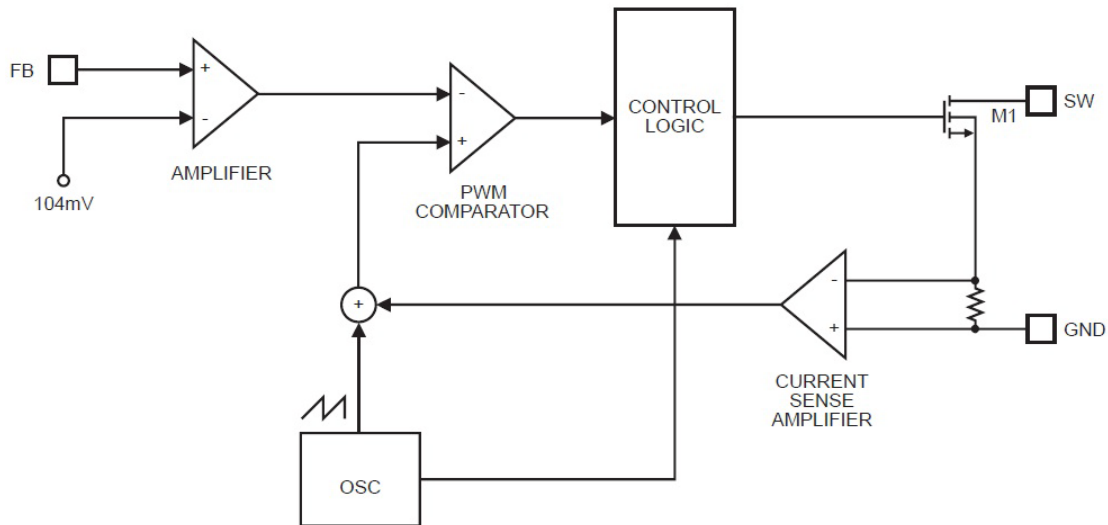 FB
+
-
104mV
AMPLIFIER
-
+
PWM
COMPARATOR
CONTROL
LOGIC
M1
SW
+
-
+
GND
CURRENT
SENSE
AMPLIFIER
OSC